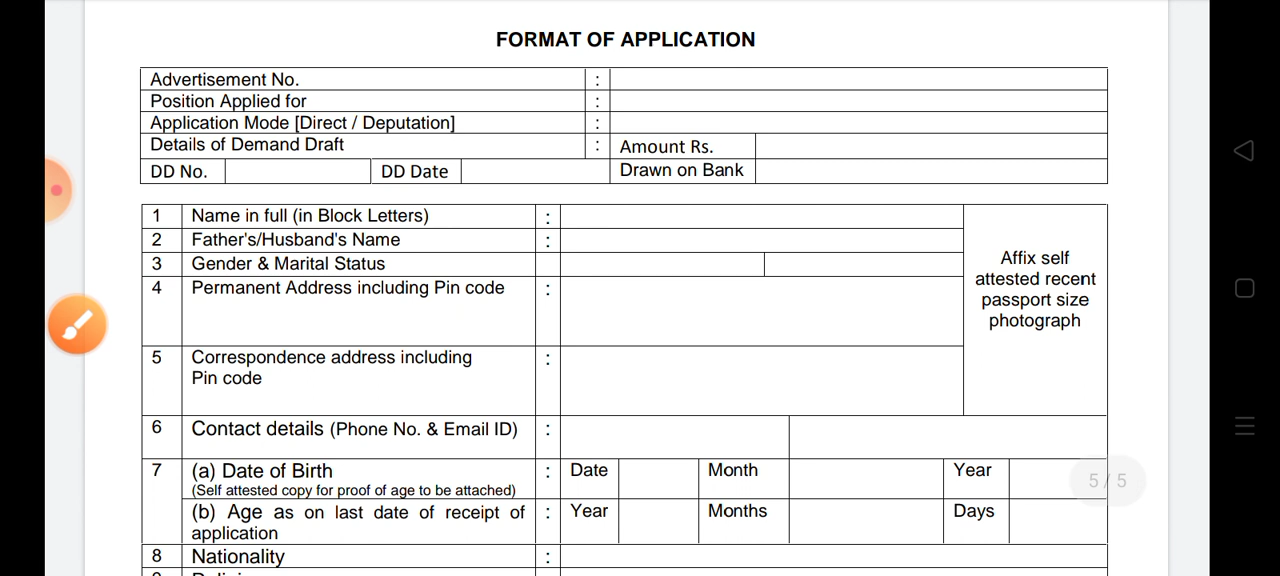 FORMAT OF APPLICATION
Advertisement No. :
Position Applied for :
Application Mode [Direct / Deputation] :
Details of Demand Draft : Amount Rs.
DD No. DD Date Drawn on Bank
1 Name in full (in Block Letters) :
2 Father's/Husband's Name :
3 Gender & Marital Status
4 Permanent Address including Pin code :
Affix self
attested recent
passport size
photograph
5 Correspondence address including :
Pin code
6 Contact details (Phone No. & Email ID) :
7 (a) Date of Birth : Date Month Year
(Self attested copy for proof of age to be attached)
5 / 5
(b) Age as on last date of receipt of : Year Months Days
application
8 Nationality :